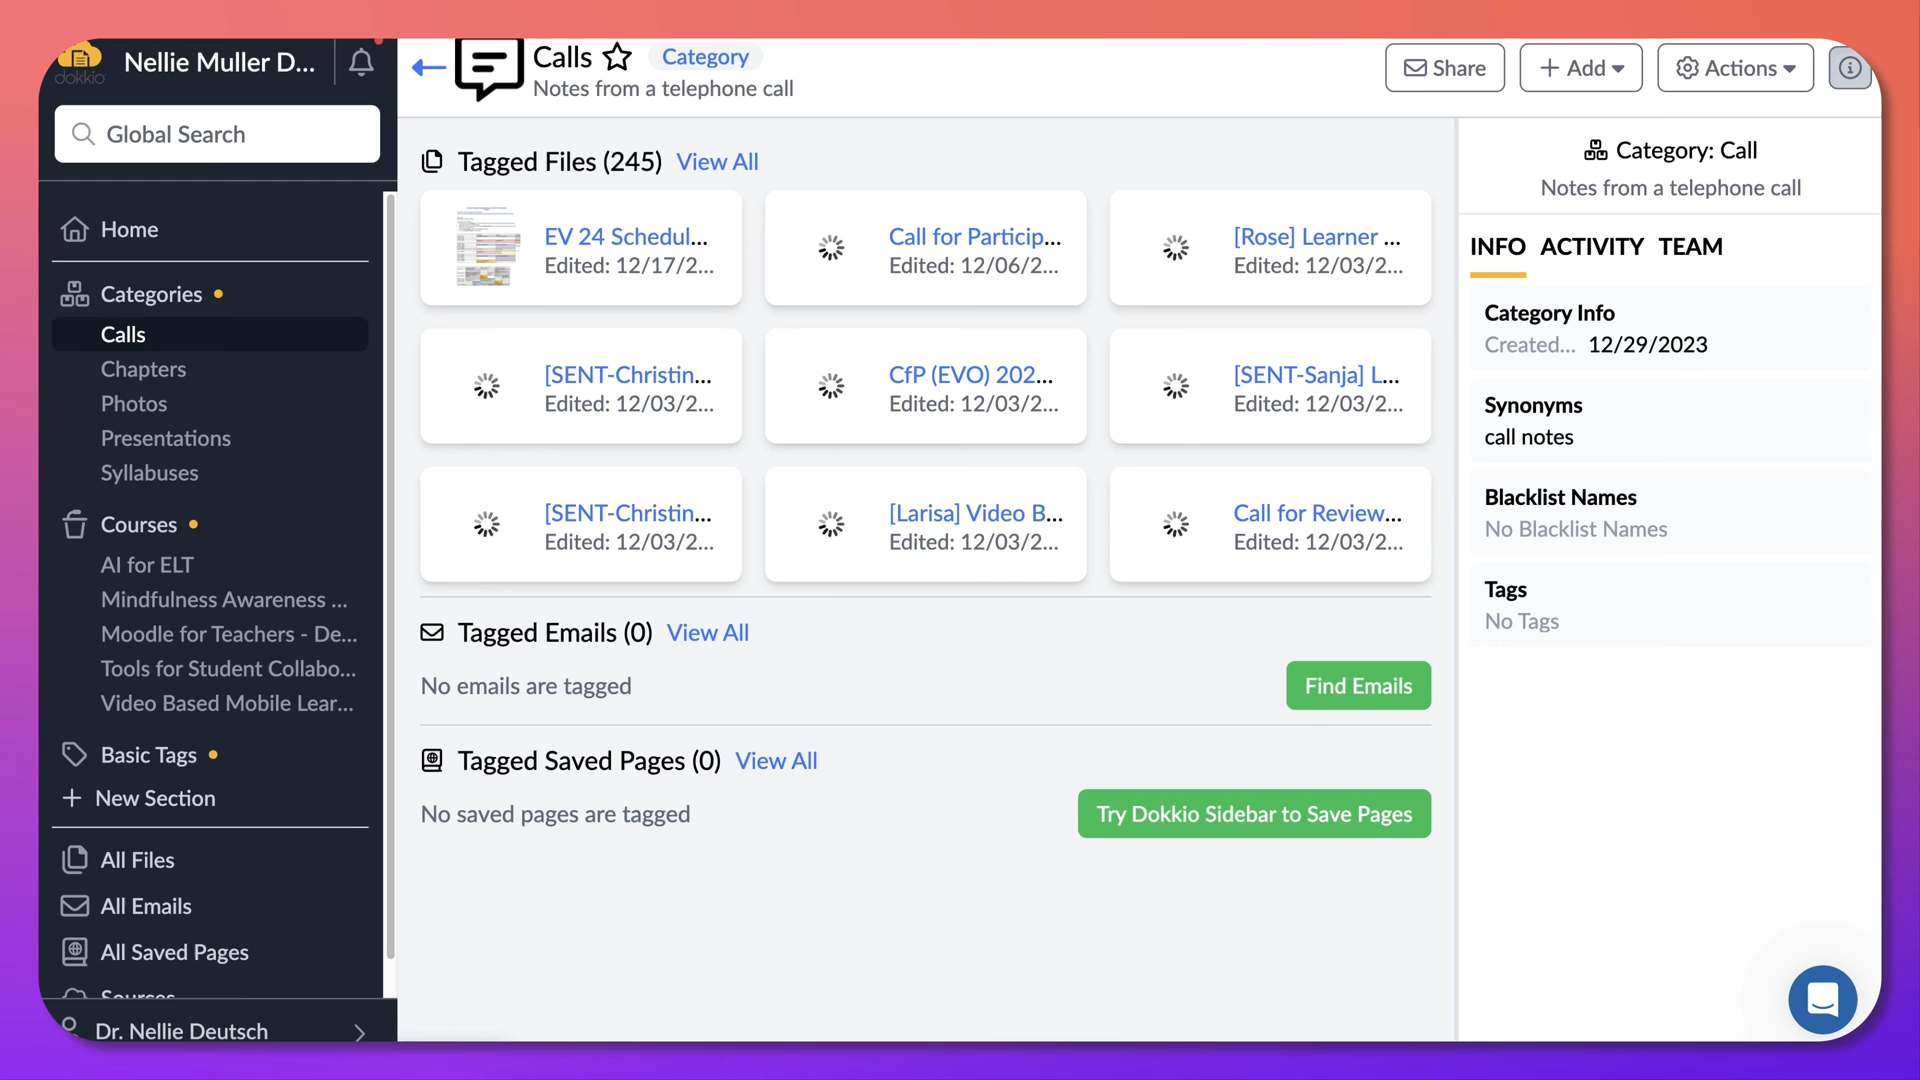 dokkio
Nellie Muller D...
Global Search
Home
Categories
Calls
Chapters
Photos
Presentations
Syllabuses
Courses
AI for ELT
Mindfulness Awareness ...
Moodle for Teachers - De...
Tools for Student Collabo...
Video Based Mobile Lear...
Basic Tags
New Section
All Files
All Emails
All Saved Pages
Sources
Dr. Nellie Deutsch
Calls
Category
Notes from a telephone call
Share
Add
Actions
Tagged Files (245) View All
EV 24 Schedul...
Edited: 12/17/2...
Call for Particip...
Edited: 12/06/2...
[Rose] Learner ...
Edited: 12/03/2...
[SENT-Christin...
Edited: 12/03/2...
CfP (EVO) 202...
Edited: 12/03/2...
[SENT-Sanja] L...
Edited: 12/03/2...
[SENT-Christin...
Edited: 12/03/2...
[Larisa] Video B...
Edited: 12/03/2...
Call for Review...
Edited: 12/03/2...
Tagged Emails (0) View All
No emails are tagged
Find Emails
Tagged Saved Pages (0) View All
No saved pages are tagged
Try Dokkio Sidebar to Save Pages
Category: Call
Notes from a telephone call
INFO ACTIVITY TEAM
Category Info
Created... 12/29/2023
Synonyms
call notes
Blacklist Names
No Blacklist Names
Tags
No Tags